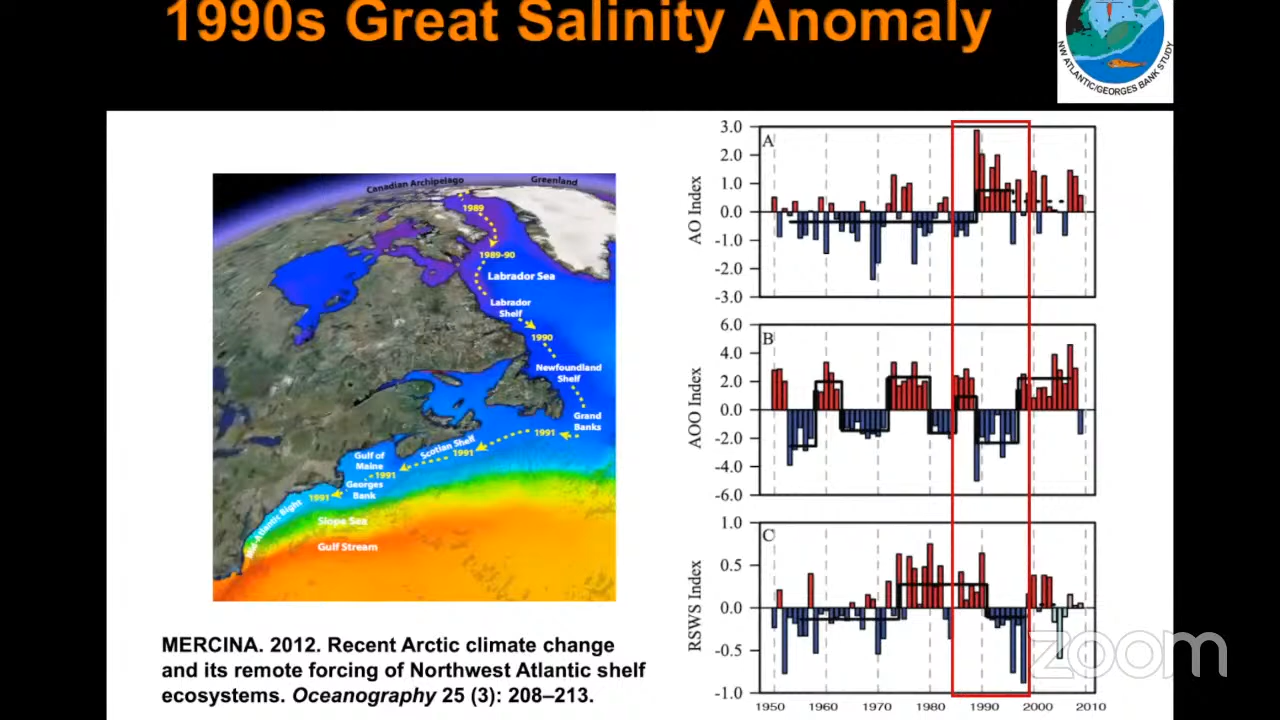 1990s Great Salinity Anomaly
NW ATLANTIC/GEORGES BANK STUDY
Canadian Archipelago
Greenland
1989
1989-90
Labrador Sea
Labrador
Shelf
1990
Newfoundland
Shelf
Grand
Banks
1991
Scotian Shelf
1991
Gulf of
Maine
1991
Georges
Bank
1991
Mid-Atlantic Bight
Slope Sea
Gulf Stream
MERCINA. 2012. Recent Arctic climate change
and its remote forcing of Northwest Atlantic shelf
ecosystems. Oceanography 25 (3): 208–213.
A
AO Index
3.0
2.0
1.0
0.0
-1.0
-2.0
-3.0
B
AOO Index
6.0
4.0
2.0
0.0
-2.0
-4.0
-6.0
C
RSWS Index
1.0
0.5
0.0
-0.5
-1.0
1950 1960 1970 1980 1990 2000 2010
zoom